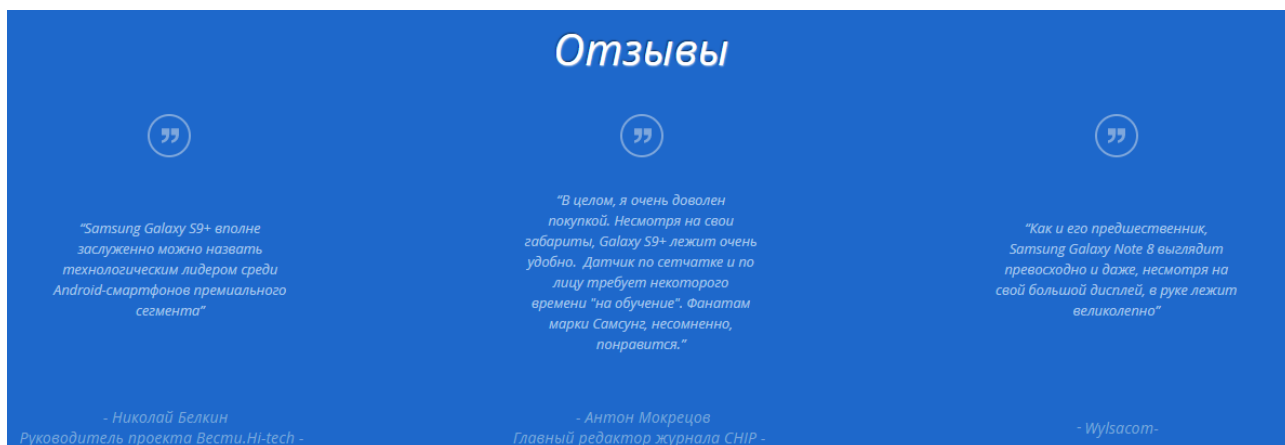 Отзывы
“Samsung Galaxy S9+ вполне
заслуженно можно назвать
технологическим лидером среди
Android-смартфонов премиального
сегмента”
- Николай Белкин
Руководитель проекта Вести.Hi-tech -
“В целом, я очень доволен
покупкой. Несмотря на свои
габариты, Galaxy S9+ лежит очень
удобно. Датчик по сетчатке и по
лицу требует некоторого
времени "на обучение". Фанатам
марки Самсунг, несомненно,
понравится.”
- Антон Мокрецов
Главный редактор журнала CHIP -
“Как и его предшественник,
Samsung Galaxy Note 8 выглядит
превосходно и даже, несмотря на
свой большой дисплей, в руке лежит
великолепно”
- Wylsacom-